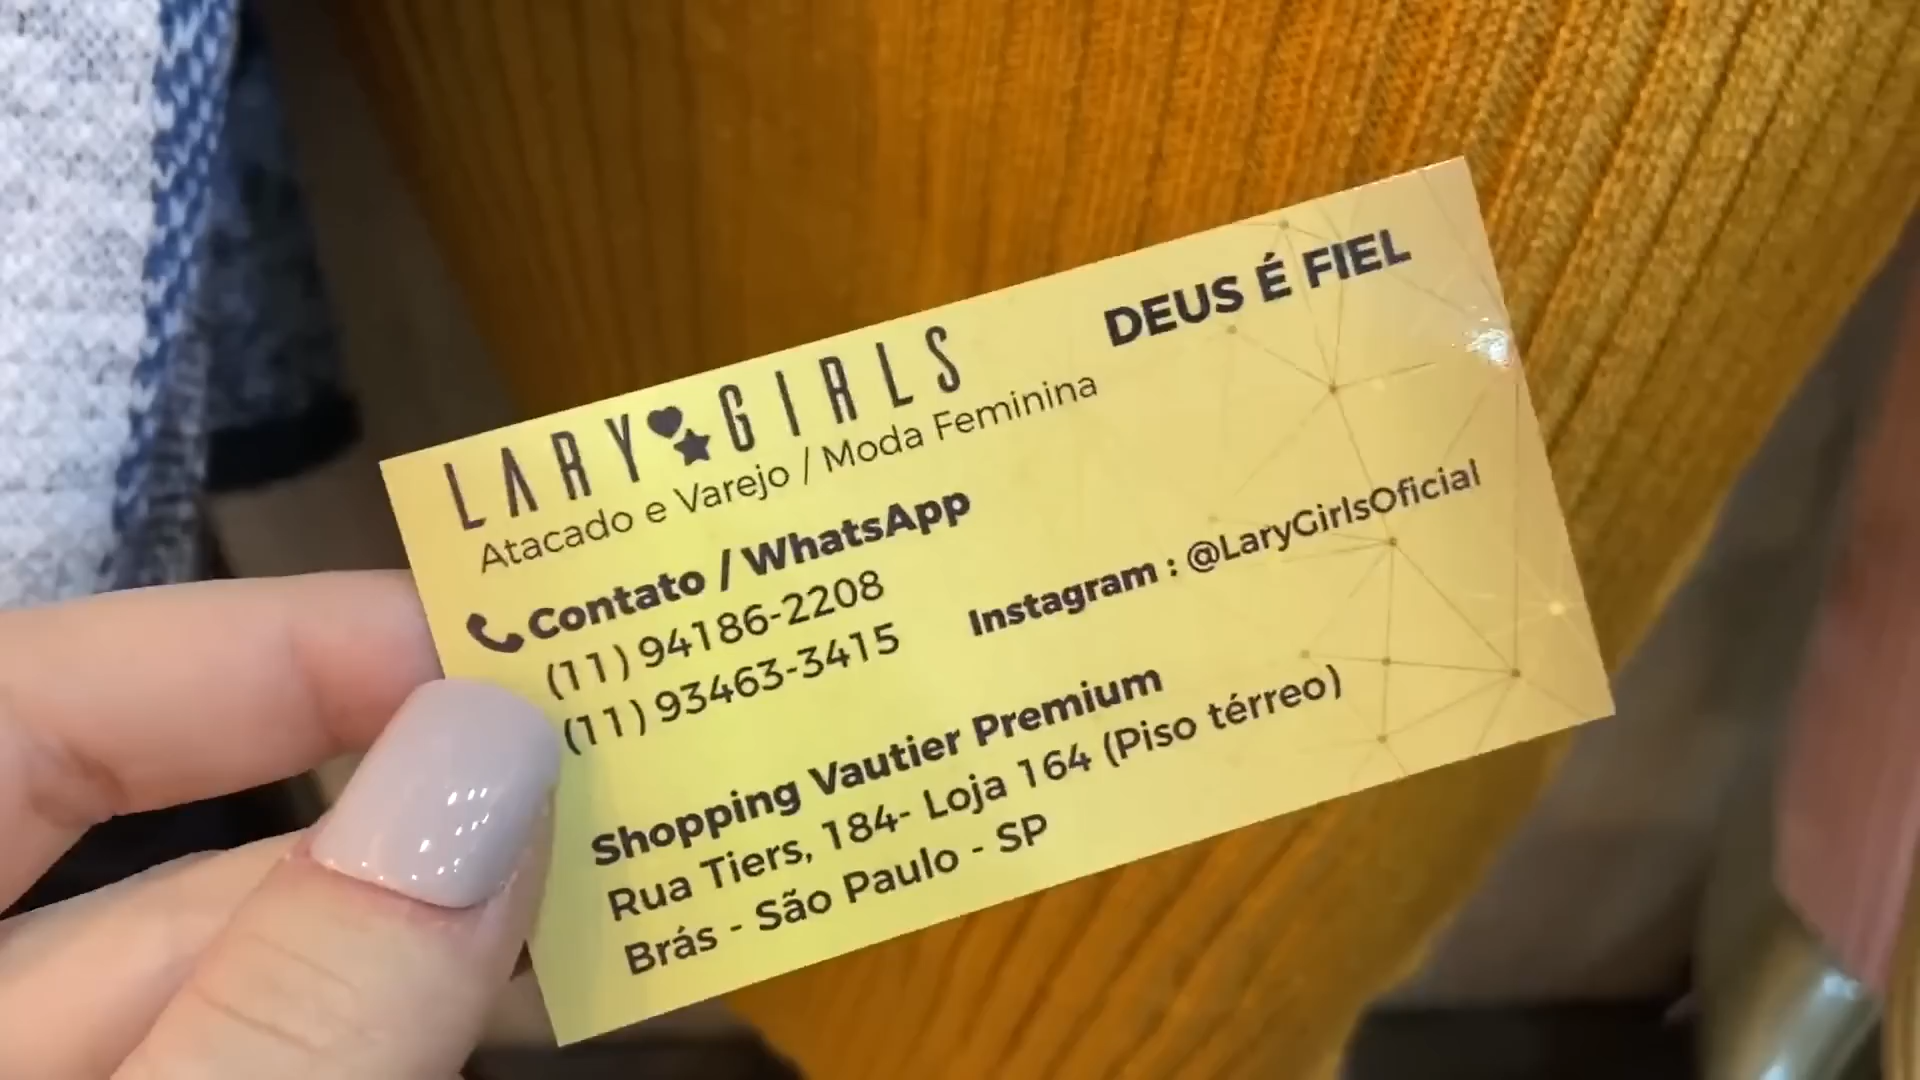 LARY GIRLS
DEUS É FIEL
Atacado e Varejo / Moda Feminina
Contato / WhatsApp
(11) 94186-2208
(11) 93463-3415
Instagram : @LaryGirlsOficial
Shopping Vautier Premium
Rua Tiers, 184- Loja 164 (Piso térreo)
Brás - São Paulo - SP